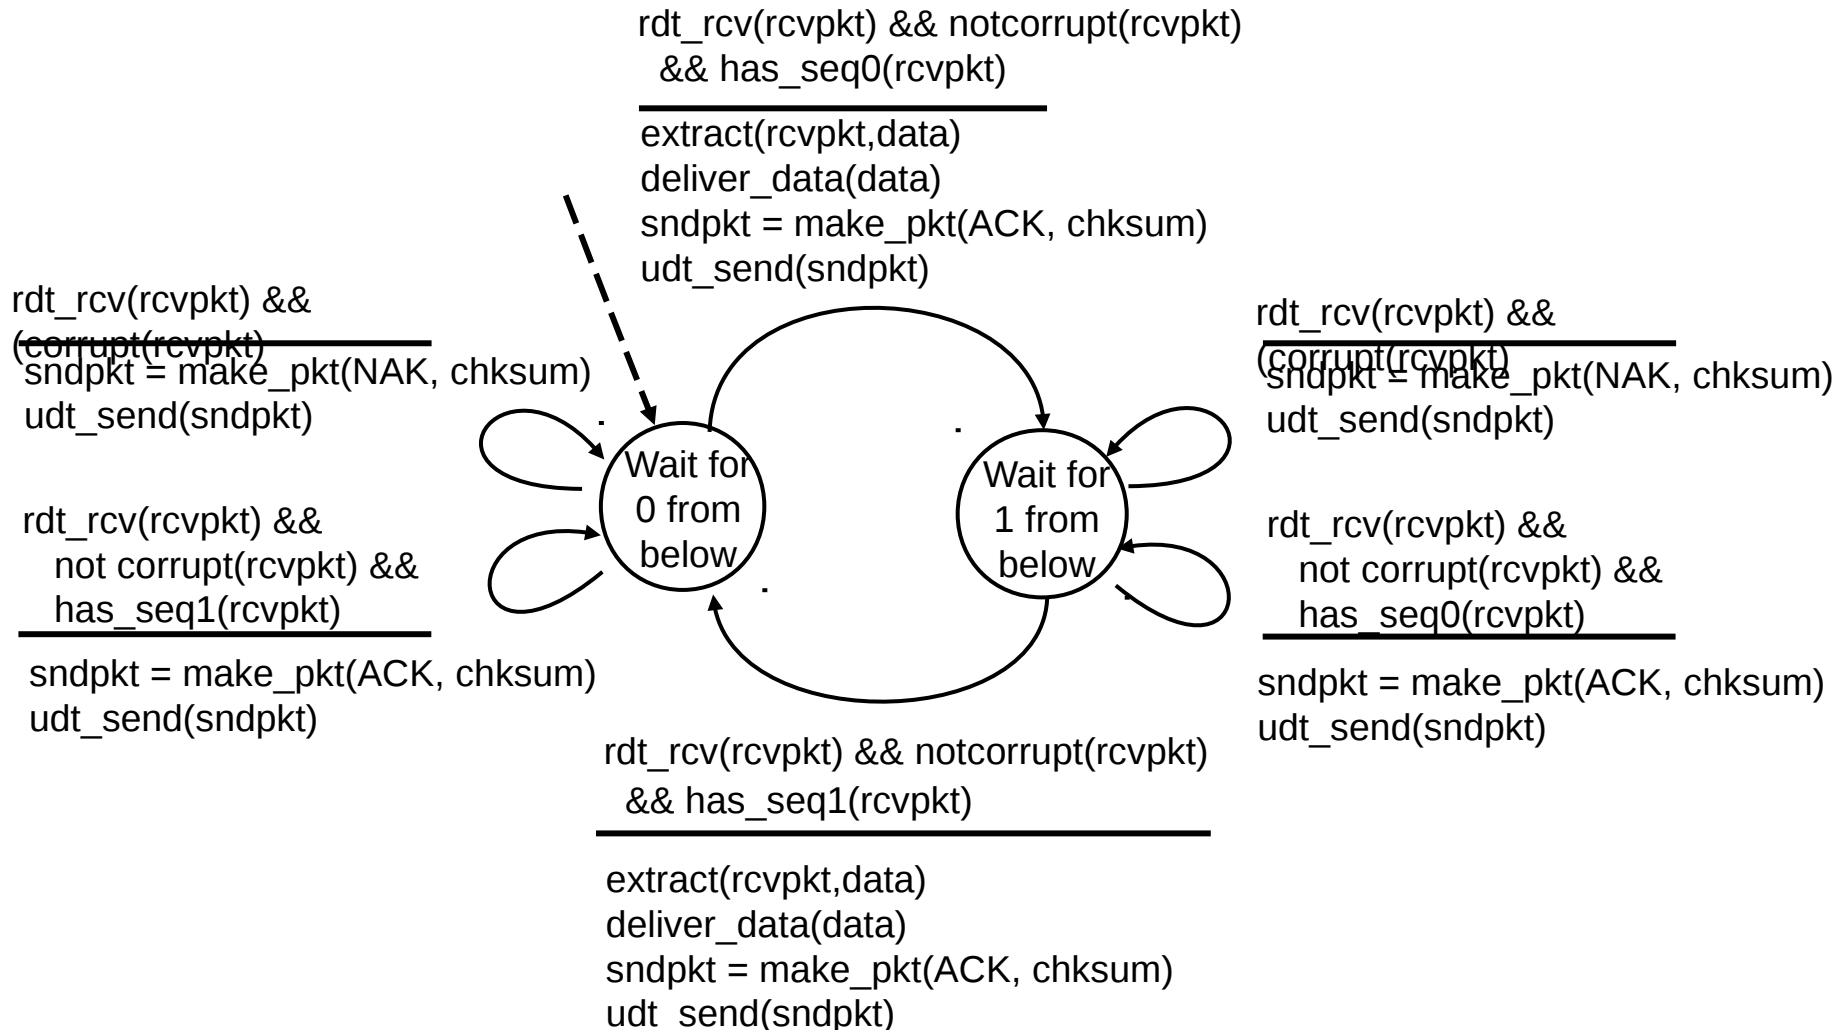 rdt_rcv(rcvpkt) && notcorrupt(rcvpkt)
&& has_seq0(rcvpkt)
extract(rcvpkt,data)
deliver_data(data)
sndpkt = make_pkt(ACK, chksum)
udt_send(sndpkt)
rdt_rcv(rcvpkt) &&
(corrupt(rcvpkt)
sndpkt = make_pkt(NAK, chksum)
udt_send(sndpkt)
rdt_rcv(rcvpkt) &&
not corrupt(rcvpkt) &&
has_seq1(rcvpkt)
sndpkt = make_pkt(ACK, chksum)
udt_send(sndpkt)
Wait for
0 from
below
Wait for
1 from
below
rdt_rcv(rcvpkt) &&
(corrupt(rcvpkt)
sndpkt = make_pkt(NAK, chksum)
udt_send(sndpkt)
rdt_rcv(rcvpkt) &&
not corrupt(rcvpkt) &&
has_seq0(rcvpkt)
sndpkt = make_pkt(ACK, chksum)
udt_send(sndpkt)
rdt_rcv(rcvpkt) && notcorrupt(rcvpkt)
&& has_seq1(rcvpkt)
extract(rcvpkt,data)
deliver_data(data)
sndpkt = make_pkt(ACK, chksum)
udt_send(sndpkt)